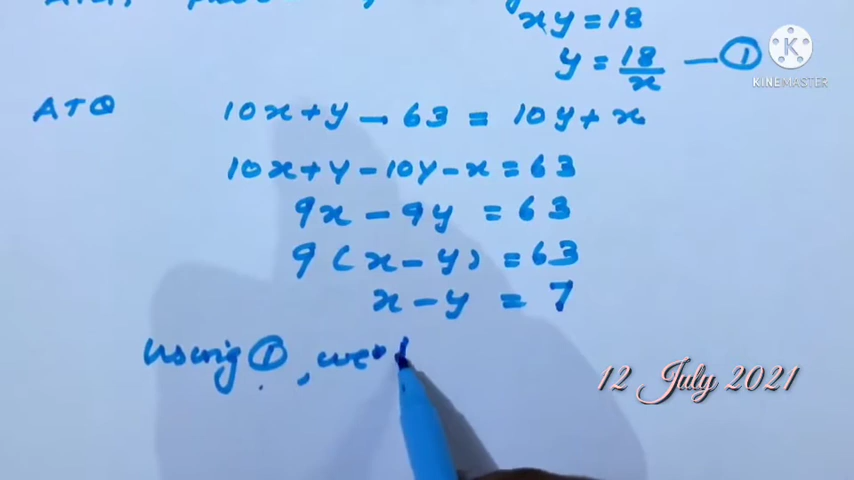 xy = 18
y = 18/x — ①
KINEMASTER
ATQ 10x + y - 63 = 10y + x
10x + y - 10y - x = 63
9x - 9y = 63
9(x - y) = 63
x - y = 7
using ①, we
12 July 2021